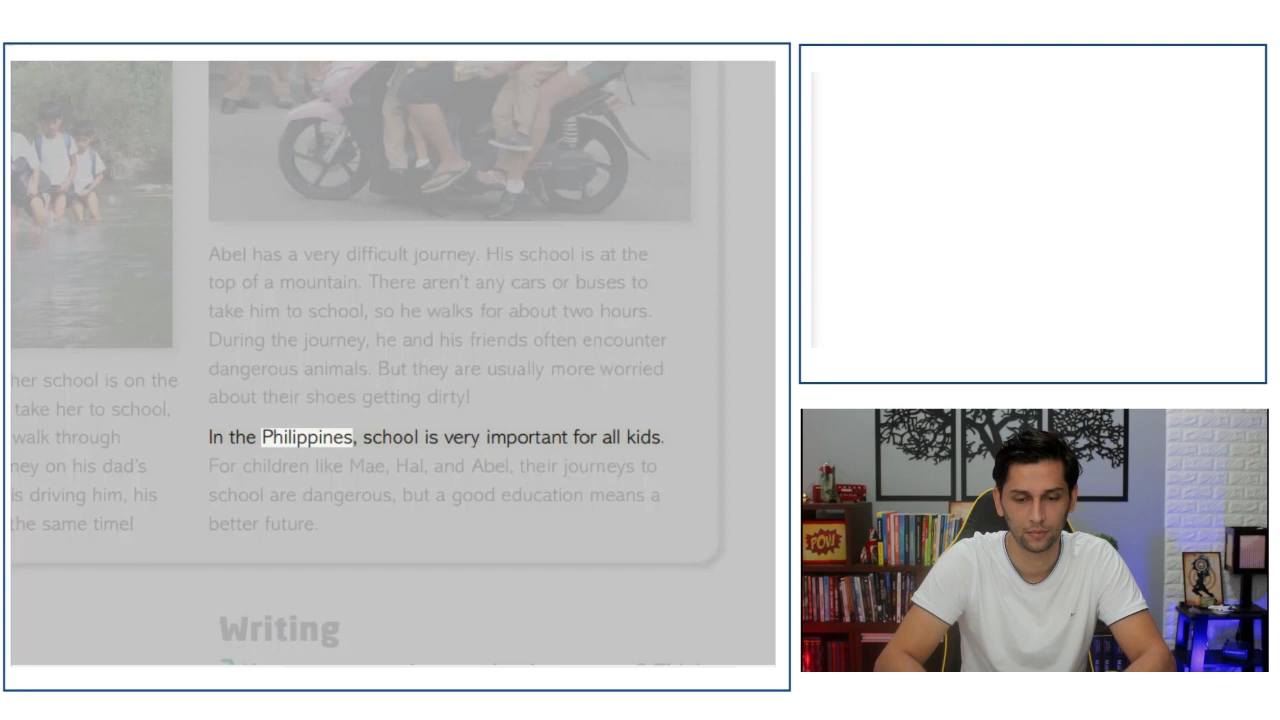 her school is on the
take her to school,
walk through
ney on his dad's
is driving him, his
the same time!
Abel has a very difficult journey. His school is at the
top of a mountain. There aren't any cars or buses to
take him to school, so he walks for about two hours.
During the journey, he and his friends often encounter
dangerous animals. But they are usually more worried
about their shoes getting dirty!
In the Philippines, school is very important for all kids.
For children like Mae, Hal, and Abel, their journeys to
school are dangerous, but a good education means a
better future.
Writing
POW